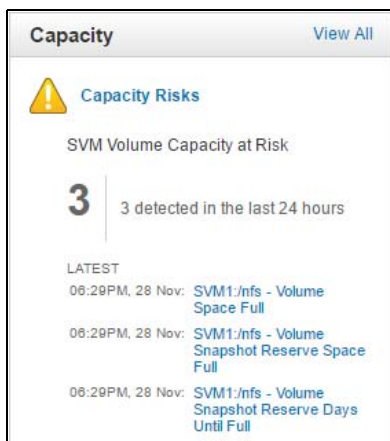 Capacity View All
Capacity Risks
SVM Volume Capacity at Risk
3 3 detected in the last 24 hours
LATEST
06:29PM, 28 Nov: SVM1:/nfs - Volume
Space Full
06:29PM, 28 Nov: SVM1:/nfs - Volume
Snapshot Reserve Space
Full
06:29PM, 28 Nov: SVM1:/nfs - Volume
Snapshot Reserve Days
Until Full